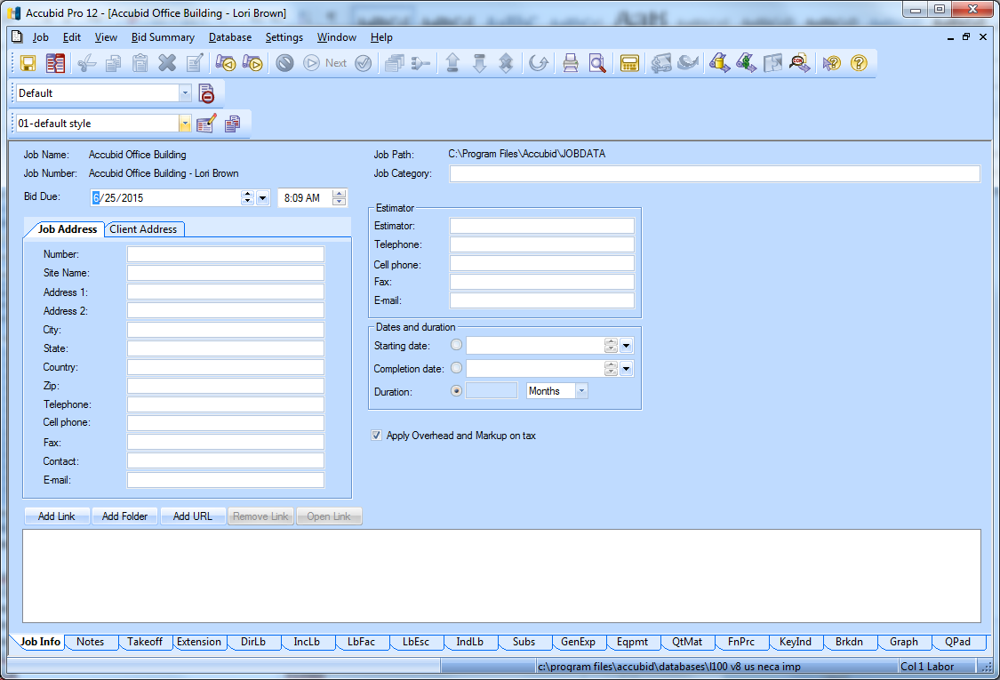 Accubid Pro 12 - [Accubid Office Building - Lori Brown]
Job Edit View Bid Summary Database Settings Window Help
Next
Default
01-default style
Job Name: Accubid Office Building
Job Number: Accubid Office Building - Lori Brown
Bid Due: 6/25/2015 8:09 AM
Job Path: C:\Program Files\Accubid\JOBDATA
Job Category:
Job Address Client Address
Number:
Site Name:
Address 1:
Address 2:
City:
State:
Country:
Zip:
Telephone:
Cell phone:
Fax:
Contact:
E-mail:
Estimator
Estimator:
Telephone:
Cell phone:
Fax:
E-mail:
Dates and duration
Starting date:
Completion date:
Duration: Months
Apply Overhead and Markup on tax
Add Link Add Folder Add URL Remove Link Open Link
Job Info Notes Takeoff Extension DirLb IncLb LbFac LbEsc IndLb Subs GenExp Eqpmt QtMat FnPrc KeyInd Brkdn Graph QPad
c:\program files\accubid\databases\l100 v8 us neca imp Col 1 Labor